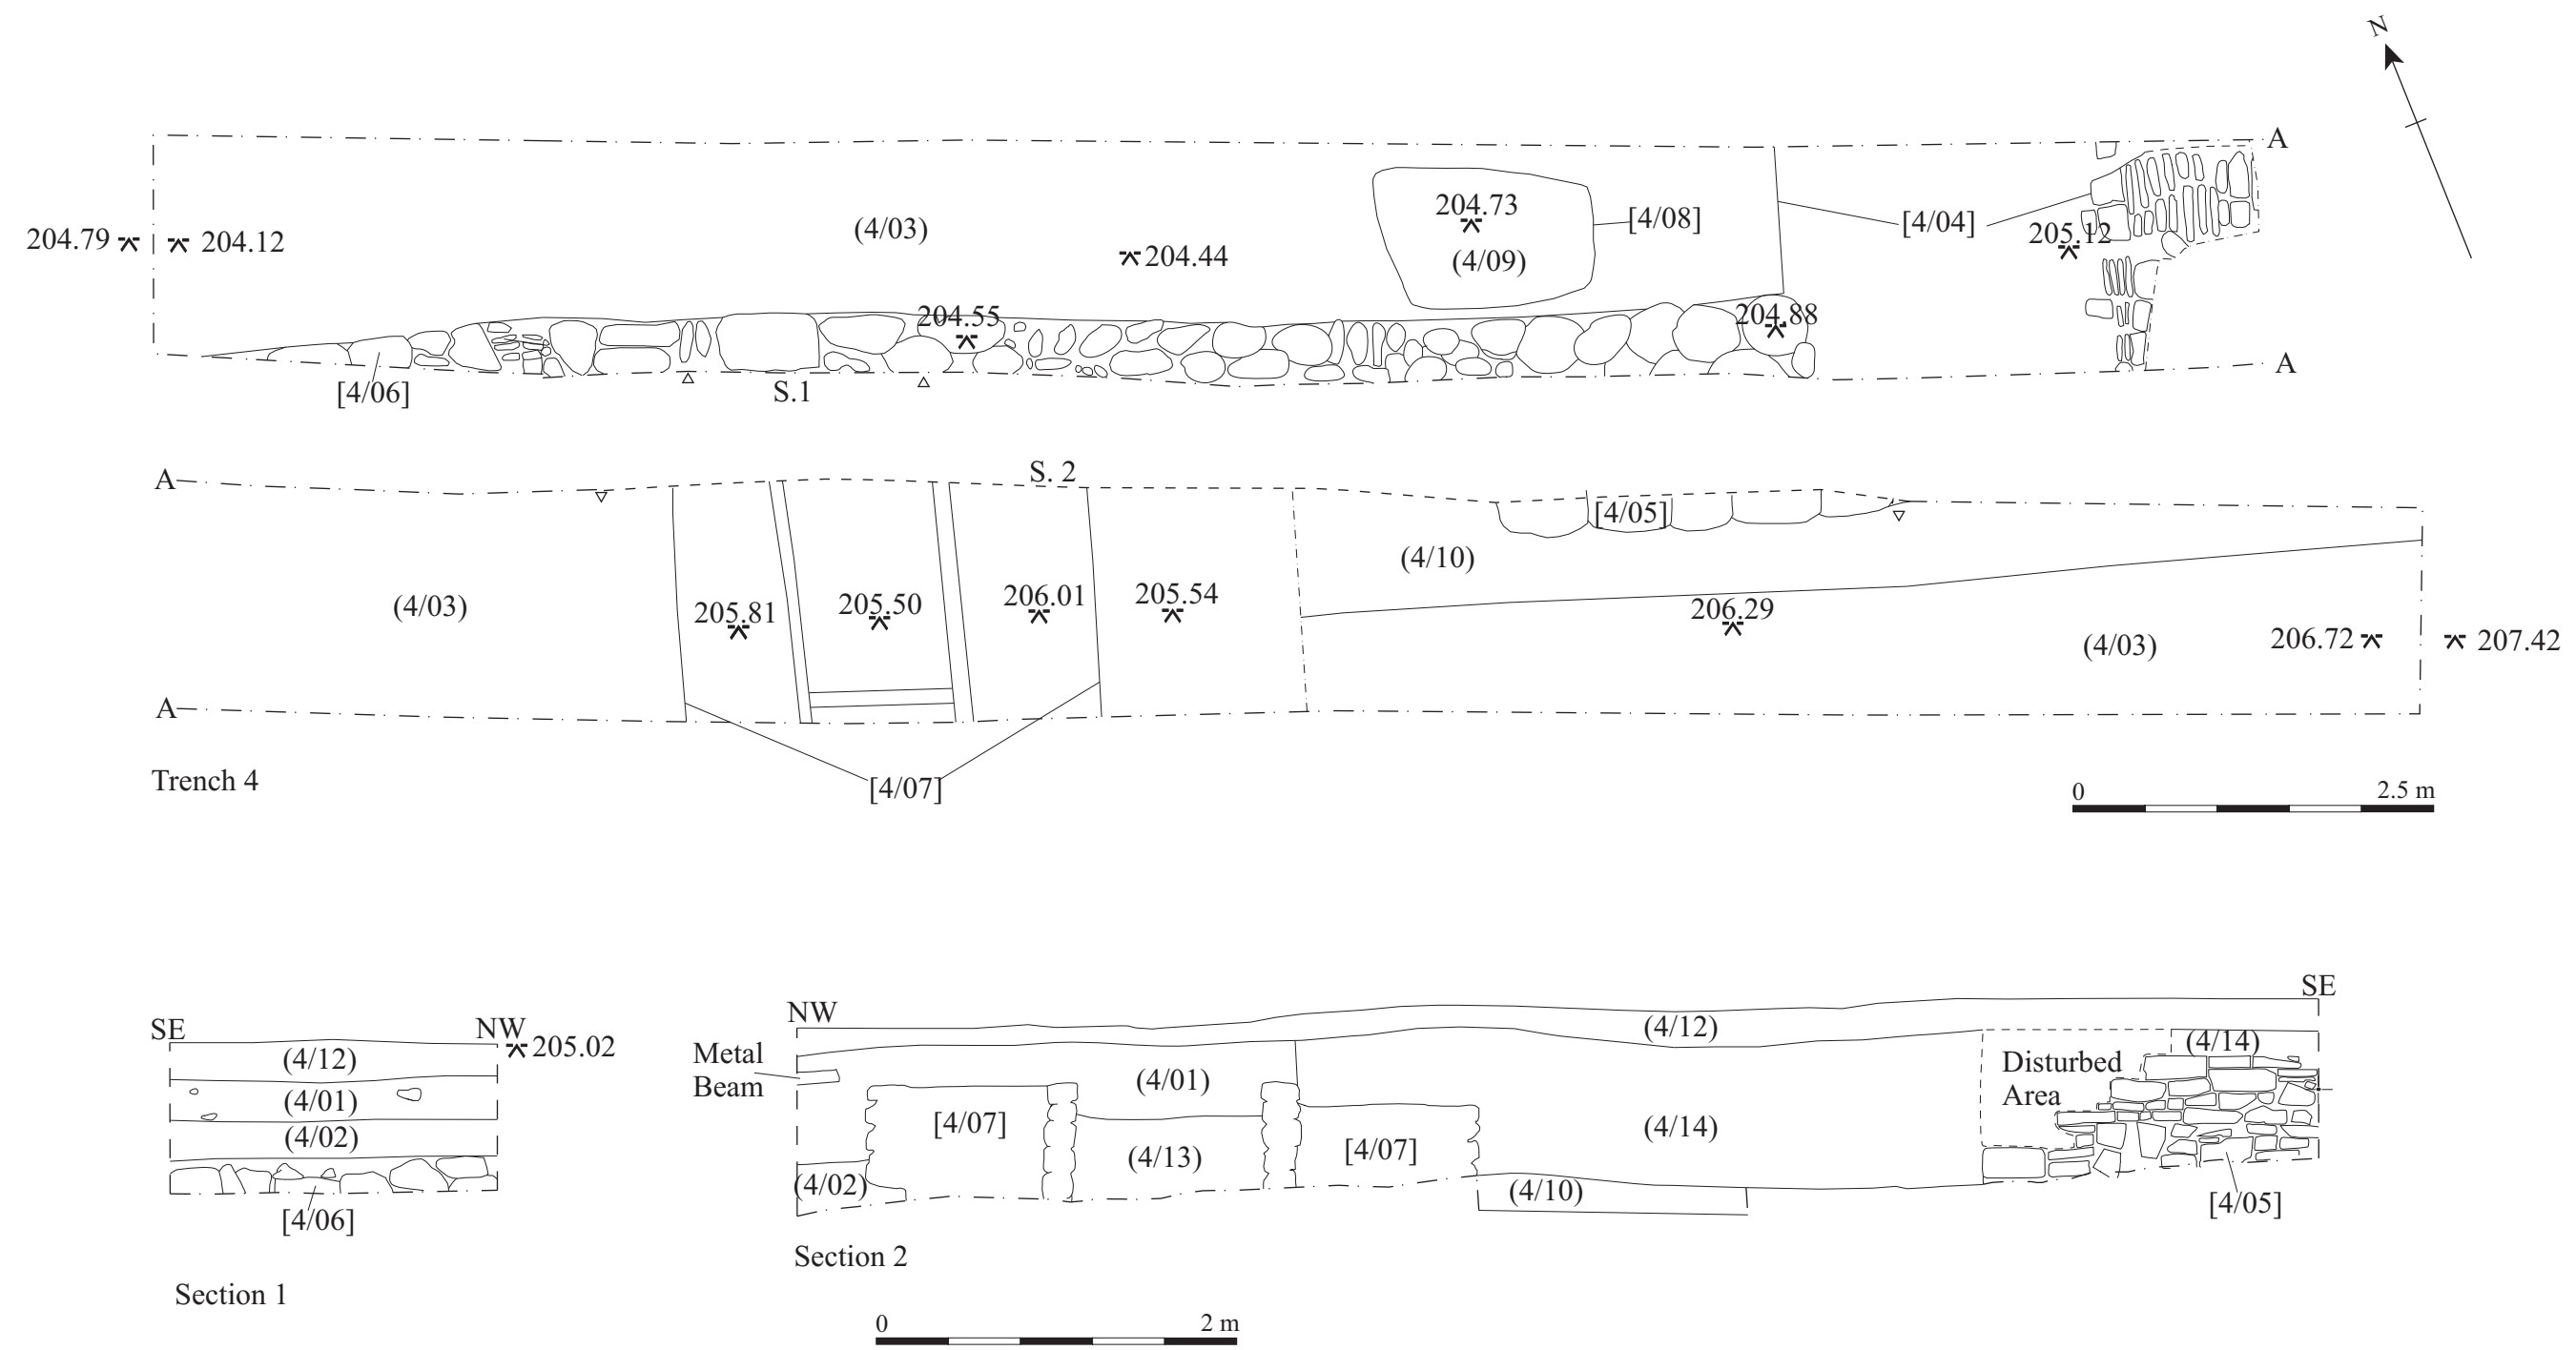 N
A
204.79
204.12
(4/03)
204.44
204.73
(4/09)
[4/08]
[4/04]
205.12
204.55
204.88
[4/06]
S.1
A
A
S. 2
[4/05]
(4/10)
(4/03)
205.81
205.50
206.01
205.54
206.29
(4/03)
206.72
207.42
A
[4/07]
Trench 4
0
2.5 m
SE
NW
205.02
(4/12)
(4/01)
(4/02)
[4/06]
Section 1
NW
SE
(4/12)
Metal
Beam
(4/01)
(4/14)
Disturbed
Area
[4/07]
(4/13)
[4/07]
(4/14)
(4/02)
(4/10)
[4/05]
Section 2
0
2 m